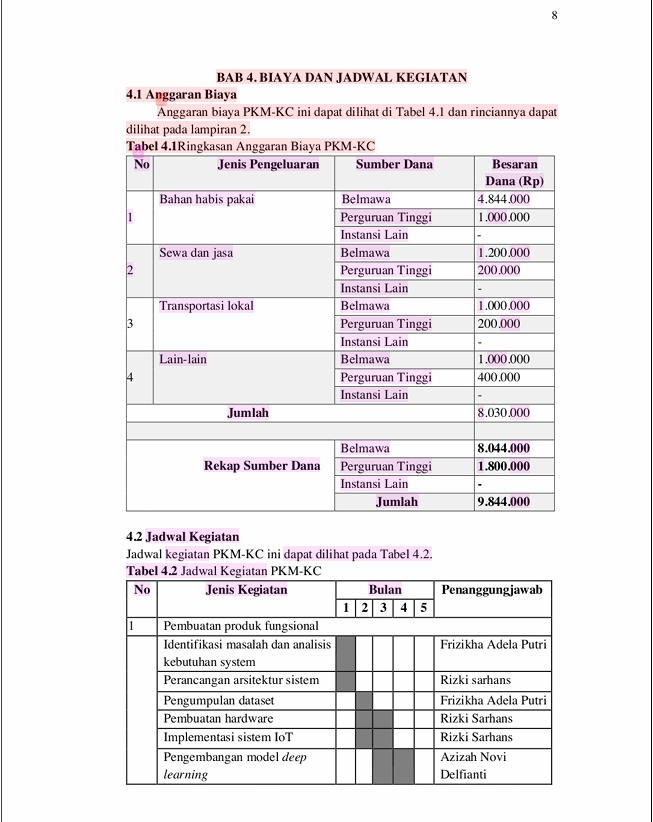 8
BAB 4. BIAYA DAN JADWAL KEGIATAN
4.1 Anggaran Biaya
Anggaran biaya PKM-KC ini dapat dilihat di Tabel 4.1 dan rinciannya dapat
dilihat pada lampiran 2.
Tabel 4.1Ringkasan Anggaran Biaya PKM-KC
No Jenis Pengeluaran Sumber Dana Besaran
Dana (Rp)
Bahan habis pakai Belmawa 4.844.000
1 Perguruan Tinggi 1.000.000
Instansi Lain -
Sewa dan jasa Belmawa 1.200.000
2 Perguruan Tinggi 200.000
Instansi Lain -
Transportasi lokal Belmawa 1.000.000
3 Perguruan Tinggi 200.000
Instansi Lain -
Lain-lain Belmawa 1.000.000
4 Perguruan Tinggi 400.000
Instansi Lain -
Jumlah 8.030.000
Belmawa 8.044.000
Rekap Sumber Dana Perguruan Tinggi 1.800.000
Instansi Lain -
Jumlah 9.844.000
4.2 Jadwal Kegiatan
Jadwal kegiatan PKM-KC ini dapat dilihat pada Tabel 4.2.
Tabel 4.2 Jadwal Kegiatan PKM-KC
No Jenis Kegiatan Bulan Penanggungjawab
1 2 3 4 5
1 Pembuatan produk fungsional
Identifikasi masalah dan analisis Frizikha Adela Putri
kebutuhan system
Perancangan arsitektur sistem Rizki sarhans
Pengumpulan dataset Frizikha Adela Putri
Pembuatan hardware Rizki Sarhans
Implementasi sistem IoT Rizki Sarhans
Pengembangan model deep Azizah Novi
learning Delfianti